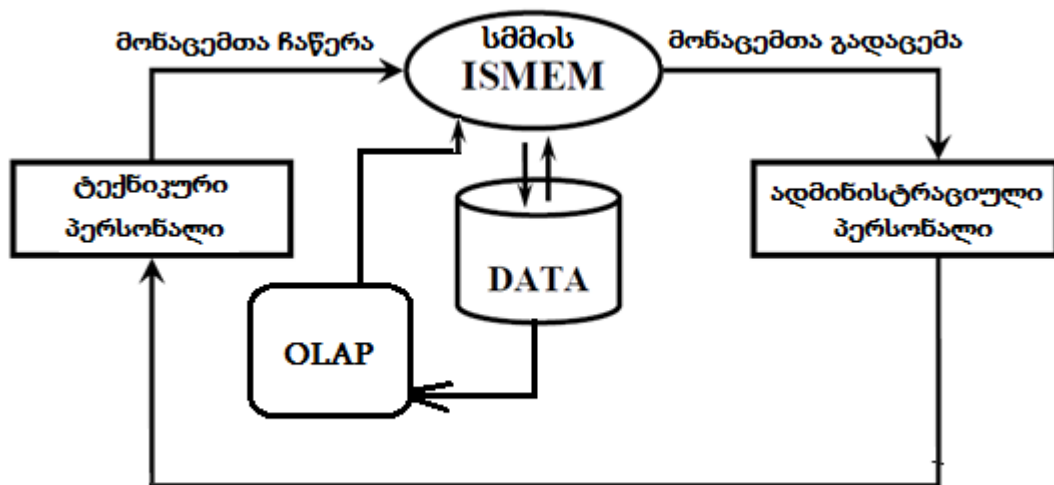 მონაცემთა ჩაწერა
სმმის
ISMEM
მონაცემთა გადაცემა
ტექნიკური
პერსონალი
ადმინისტრაციული
პერსონალი
DATA
OLAP